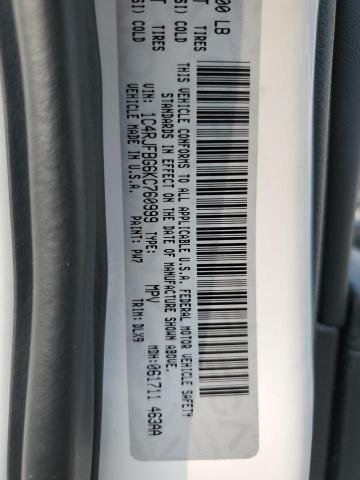 00 LB
T TIRES
SI) COLD
T TIRES
SI) COLD
THIS VEHICLE CONFORMS TO ALL APPLICABLE U.S.A. FEDERAL MOTOR VEHICLE SAFETY
STANDARDS IN EFFECT ON THE DATE OF MANUFACTURE SHOWN ABOVE.
VIN: 1C4RJFBG6KC760999 TYPE: MPV MDH:061711 463AA
VEHICLE MADE IN U.S.A. PAINT: PW7 TRIM: DLX9